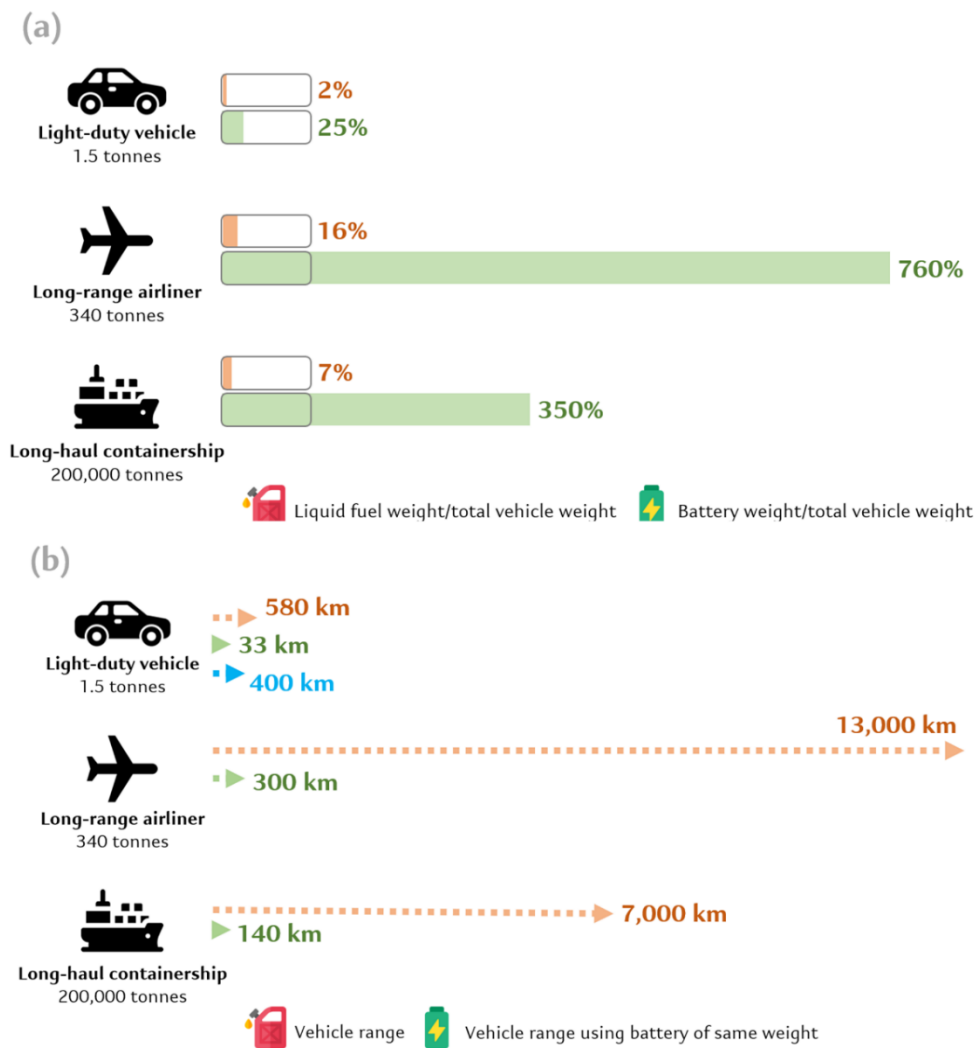 (a)
2%
25%
Light-duty vehicle
1.5 tonnes
16%
760%
Long-range airliner
340 tonnes
7%
350%
Long-haul containership
200,000 tonnes
Liquid fuel weight/total vehicle weight
Battery weight/total vehicle weight
(b)
580 km
33 km
400 km
Light-duty vehicle
1.5 tonnes
13,000 km
300 km
Long-range airliner
340 tonnes
7,000 km
140 km
Long-haul containership
200,000 tonnes
Vehicle range
Vehicle range using battery of same weight